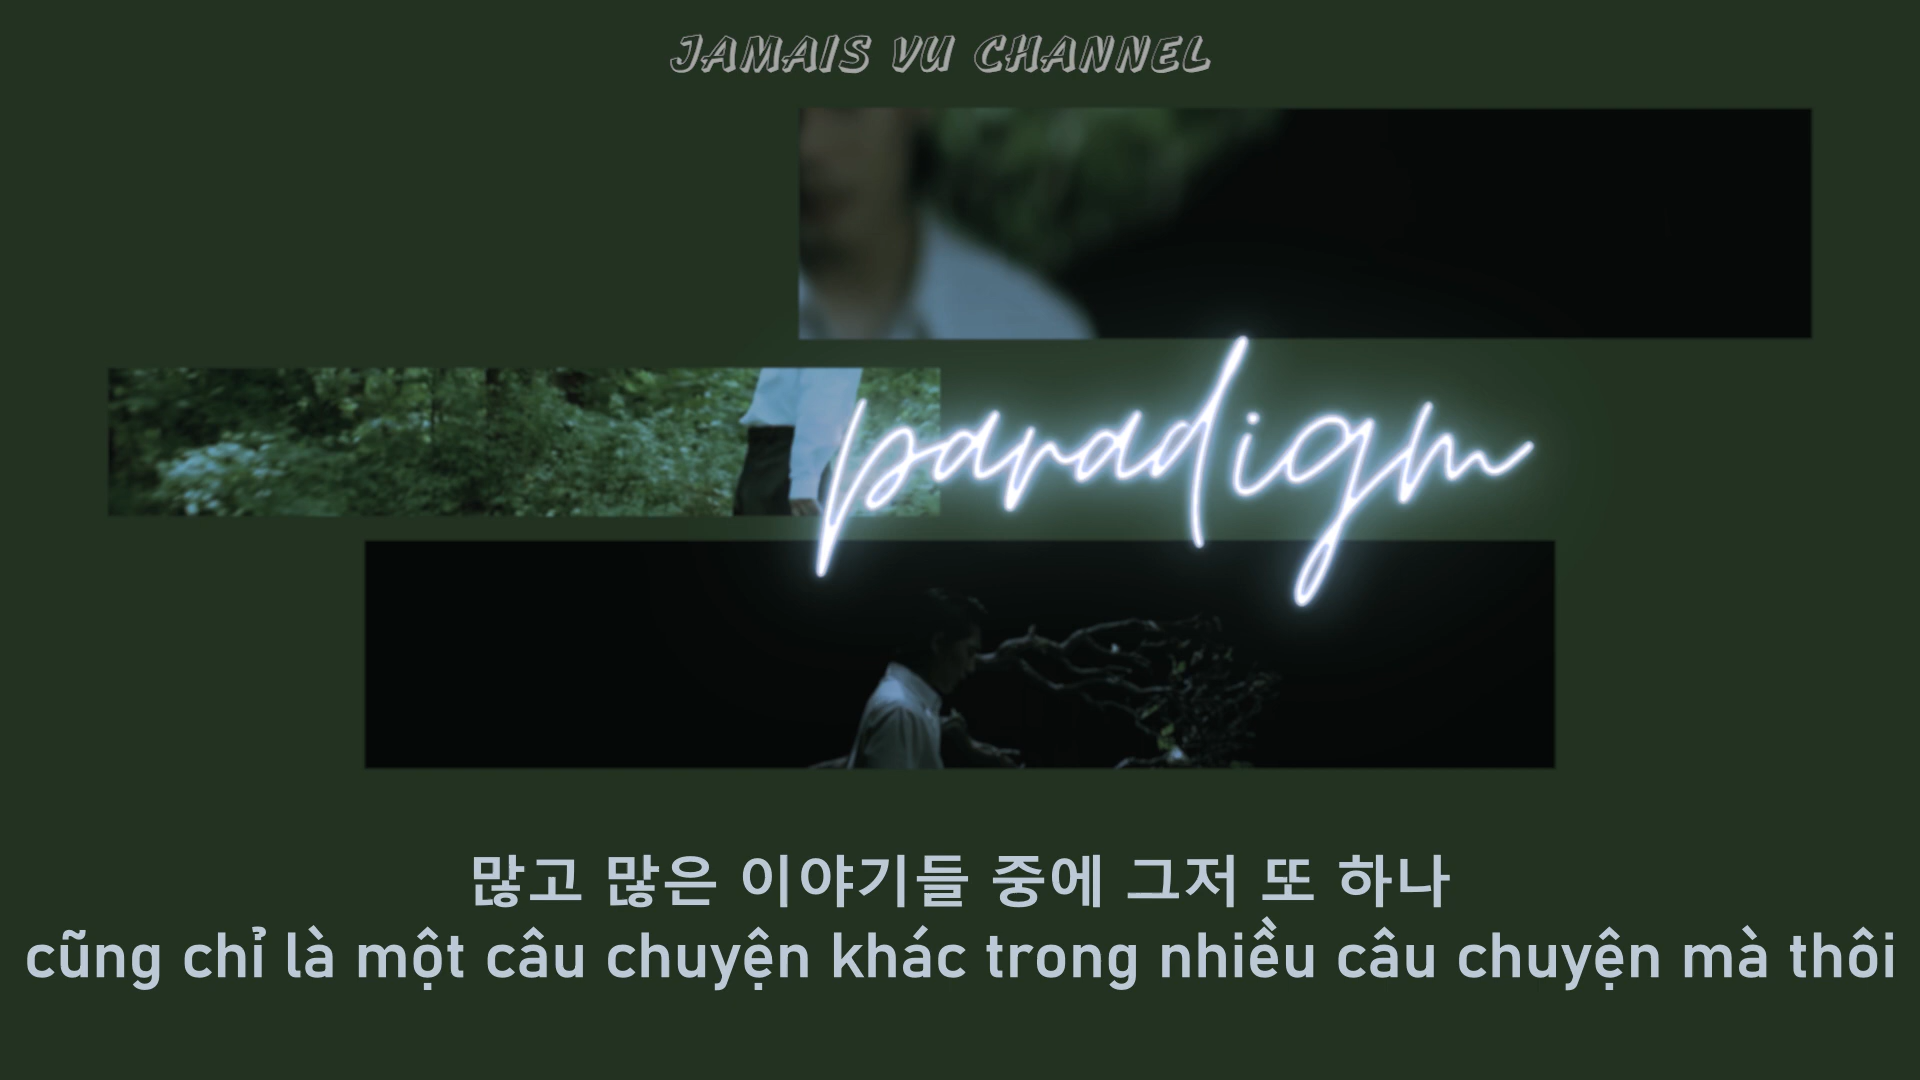 JAMAIS VU CHANNEL
paradigm
많고 많은 이야기들 중에 그저 또 하나
cũng chỉ là một câu chuyện khác trong nhiều câu chuyện mà thôi